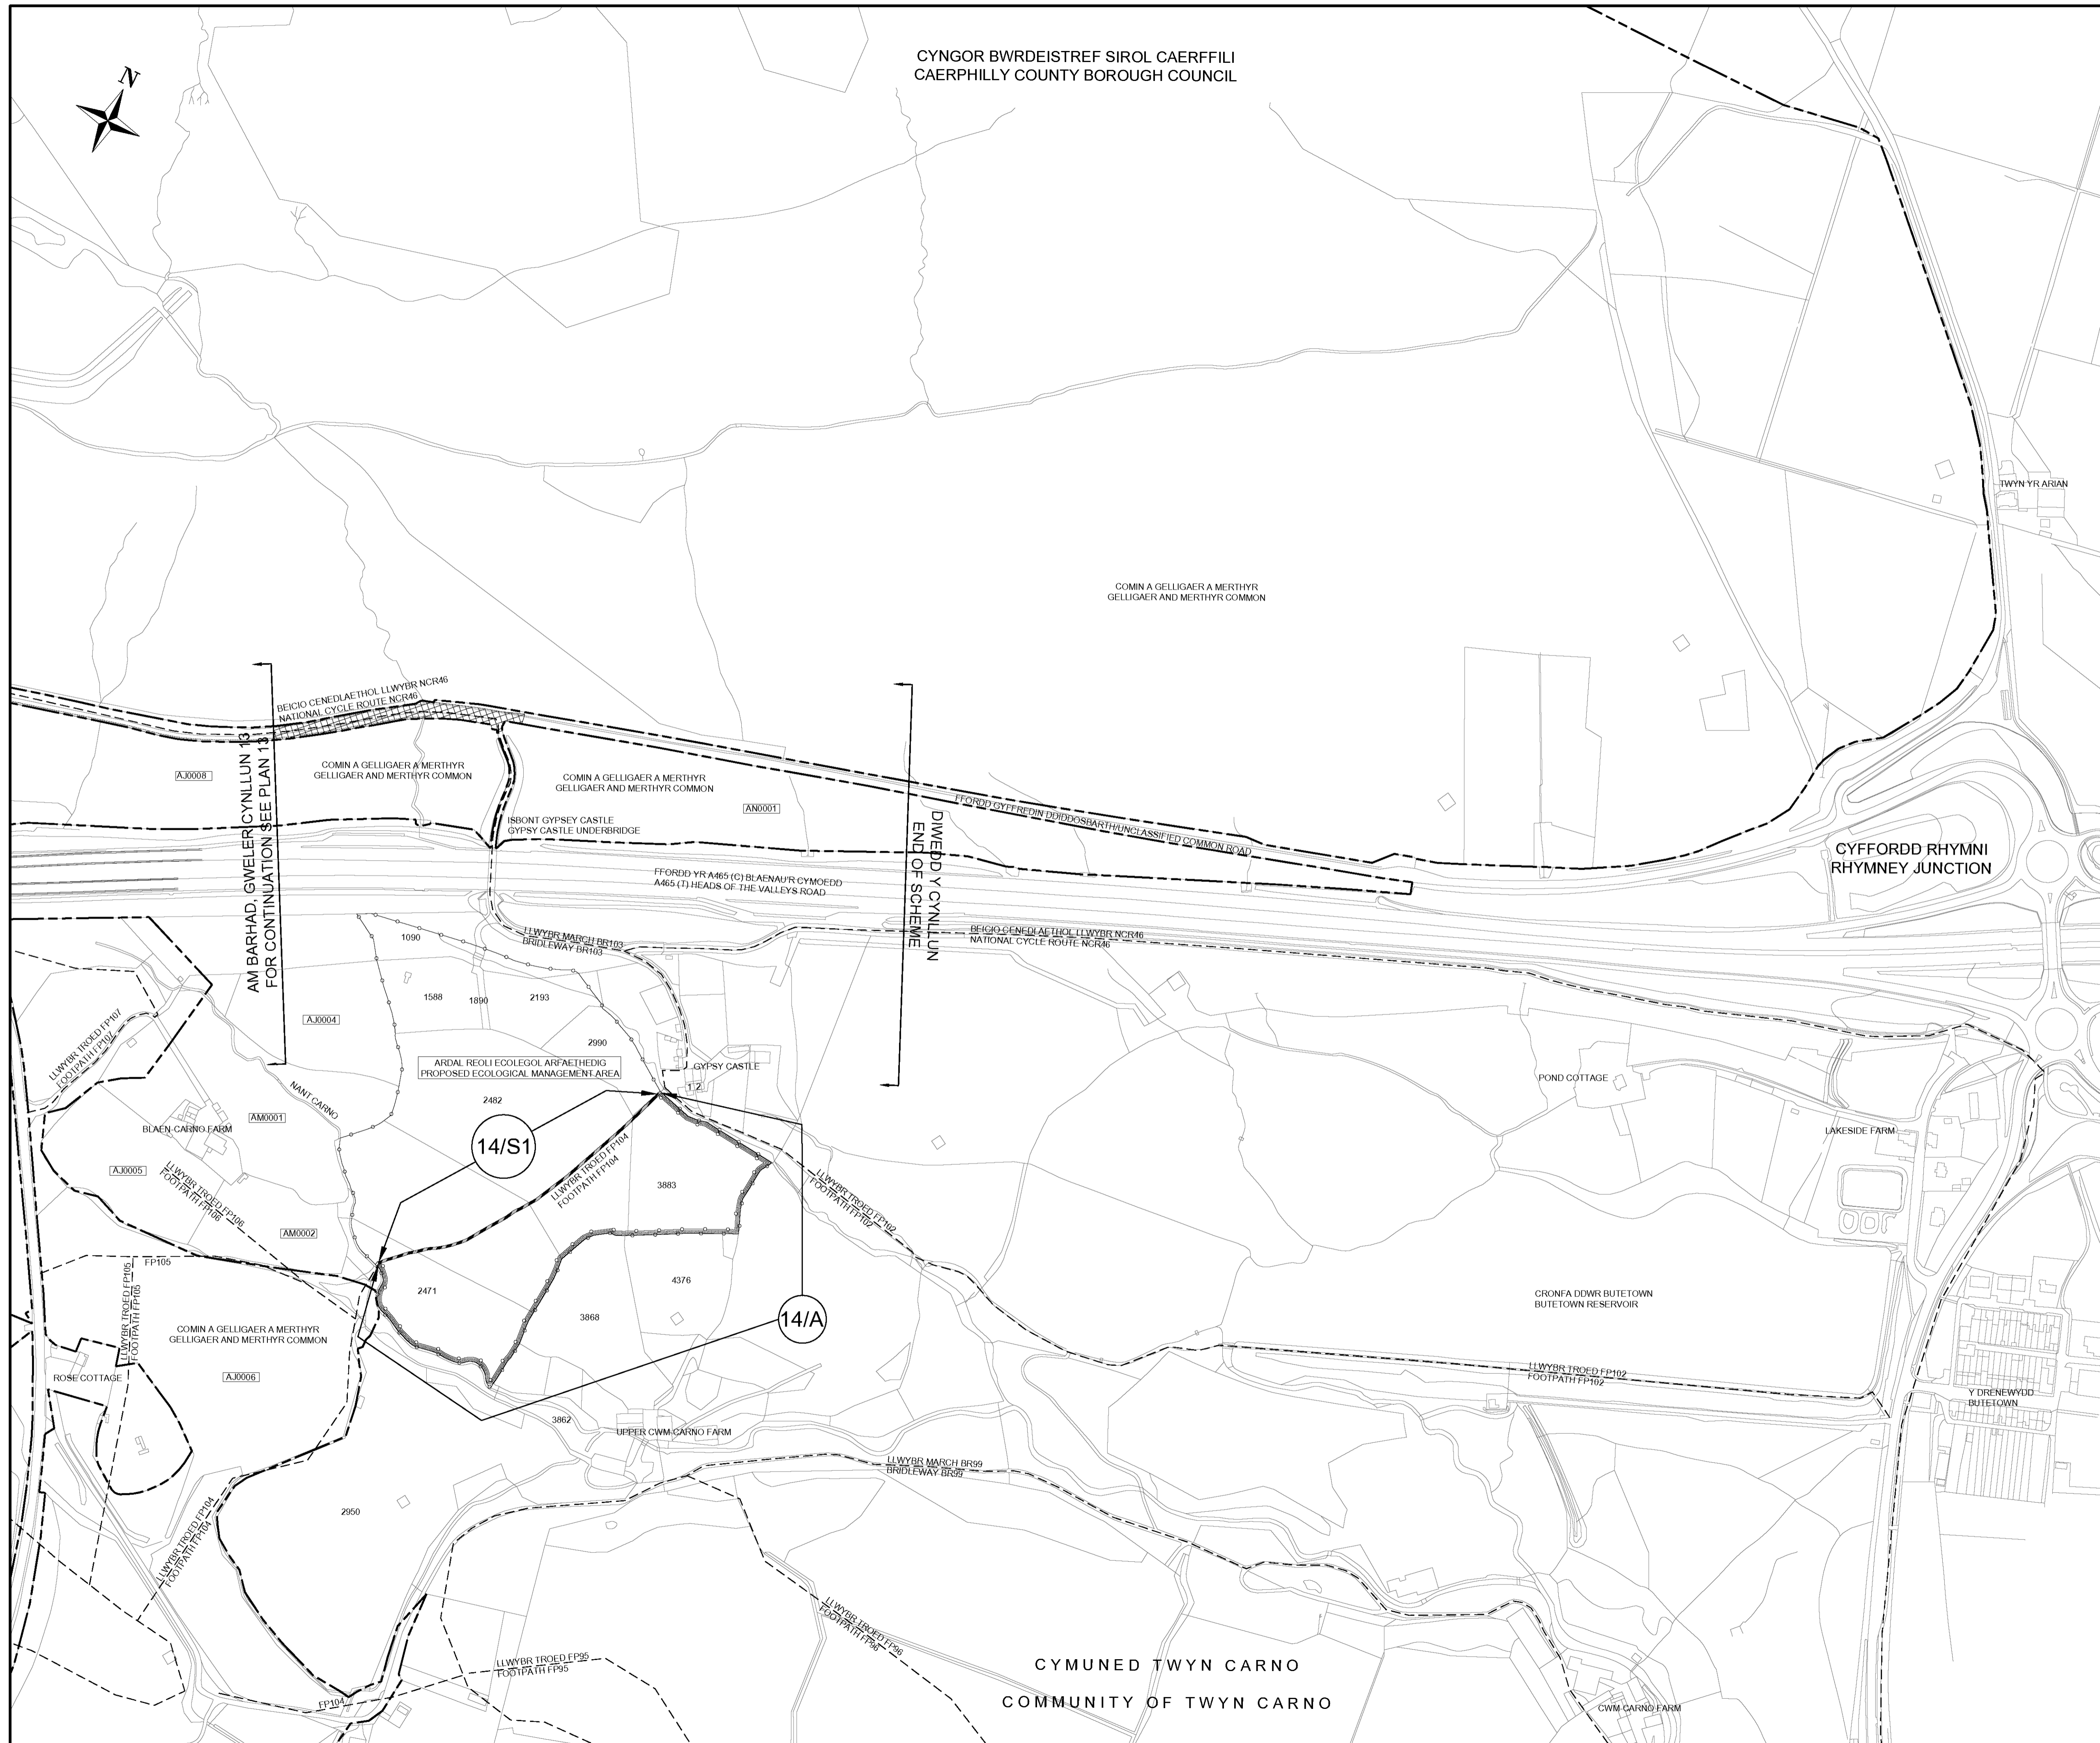 CYNGOR BWRDEISTREF SIROL CAERFFILI
CAERPHILLY COUNTY BOROUGH COUNCIL
N
TWYN YR ARIAN
COMIN A GELLIGAER A MERTHYR
GELLIGAER AND MERTHYR COMMON
BEICIO CENEDLAETHOL LLWYBR NCR46
NATIONAL CYCLE ROUTE NCR46
AM BARHAD, GWELER CYNLLUN 13
FOR CONTINUATION SEE PLAN 13
AJ0008
COMIN A GELLIGAER A MERTHYR
GELLIGAER AND MERTHYR COMMON
COMIN A GELLIGAER A MERTHYR
GELLIGAER AND MERTHYR COMMON
AN0001
ISBONT GYPSEY CASTLE
GYPSY CASTLE UNDERBRIDGE
FFORDD GYFFREDIN DDIDDOSBARTH/UNCLASSIFIED COMMON ROAD
DIWEDD Y CYNLLUN
END OF SCHEME
CYFFORDD RHYMNI
RHYMNEY JUNCTION
FFORDD YR A465 (C) BLAENAU'R CYMOEDD
A465 (T) HEADS OF THE VALLEYS ROAD
LLWYBR MARCH BR103
BRIDLEWAY BR103
BEICIO CENEDLAETHOL LLWYBR NCR46
NATIONAL CYCLE ROUTE NCR46
1090
1588
1890
2193
2990
AJ0004
LLWYBR TROED FP107
FOOTPATH FP107
ARDAL REOLI ECOLEGOL ARFAETHEDIG
PROPOSED ECOLOGICAL MANAGEMENT AREA
GYPSY CASTLE
1 2
POND COTTAGE
NANT CARNO
2482
AM0001
BLAEN-CARNO FARM
LAKESIDE FARM
14/S1
AJ0005
LLWYBR TROED FP106
FOOTPATH FP106
LLWYBR TROED FP104
FOOTPATH FP104
3883
LLWYBR TROED FP102
FOOTPATH FP102
AM0002
FP105
LLWYBR TROED FP105
FOOTPATH FP105
2471
4376
3868
14/A
CRONFA DDWR BUTETOWN
BUTETOWN RESERVOIR
COMIN A GELLIGAER A MERTHYR
GELLIGAER AND MERTHYR COMMON
ROSE COTTAGE
AJ0006
LLWYBR TROED FP102
FOOTPATH FP102
Y DRENEWYDD
BUTETOWN
3862
UPPER CWM-CARNO FARM
LLWYBR MARCH BR99
BRIDLEWAY BR99
2950
LLWYBR TROED FP104
FOOTPATH FP104
LLWYBR TROED FP96
FOOTPATH FP96
LLWYBR TROED FP95
FOOTPATH FP95
FP104
CYMUNED TWYN CARNO
COMMUNITY OF TWYN CARNO
CWM-CARNO FARM